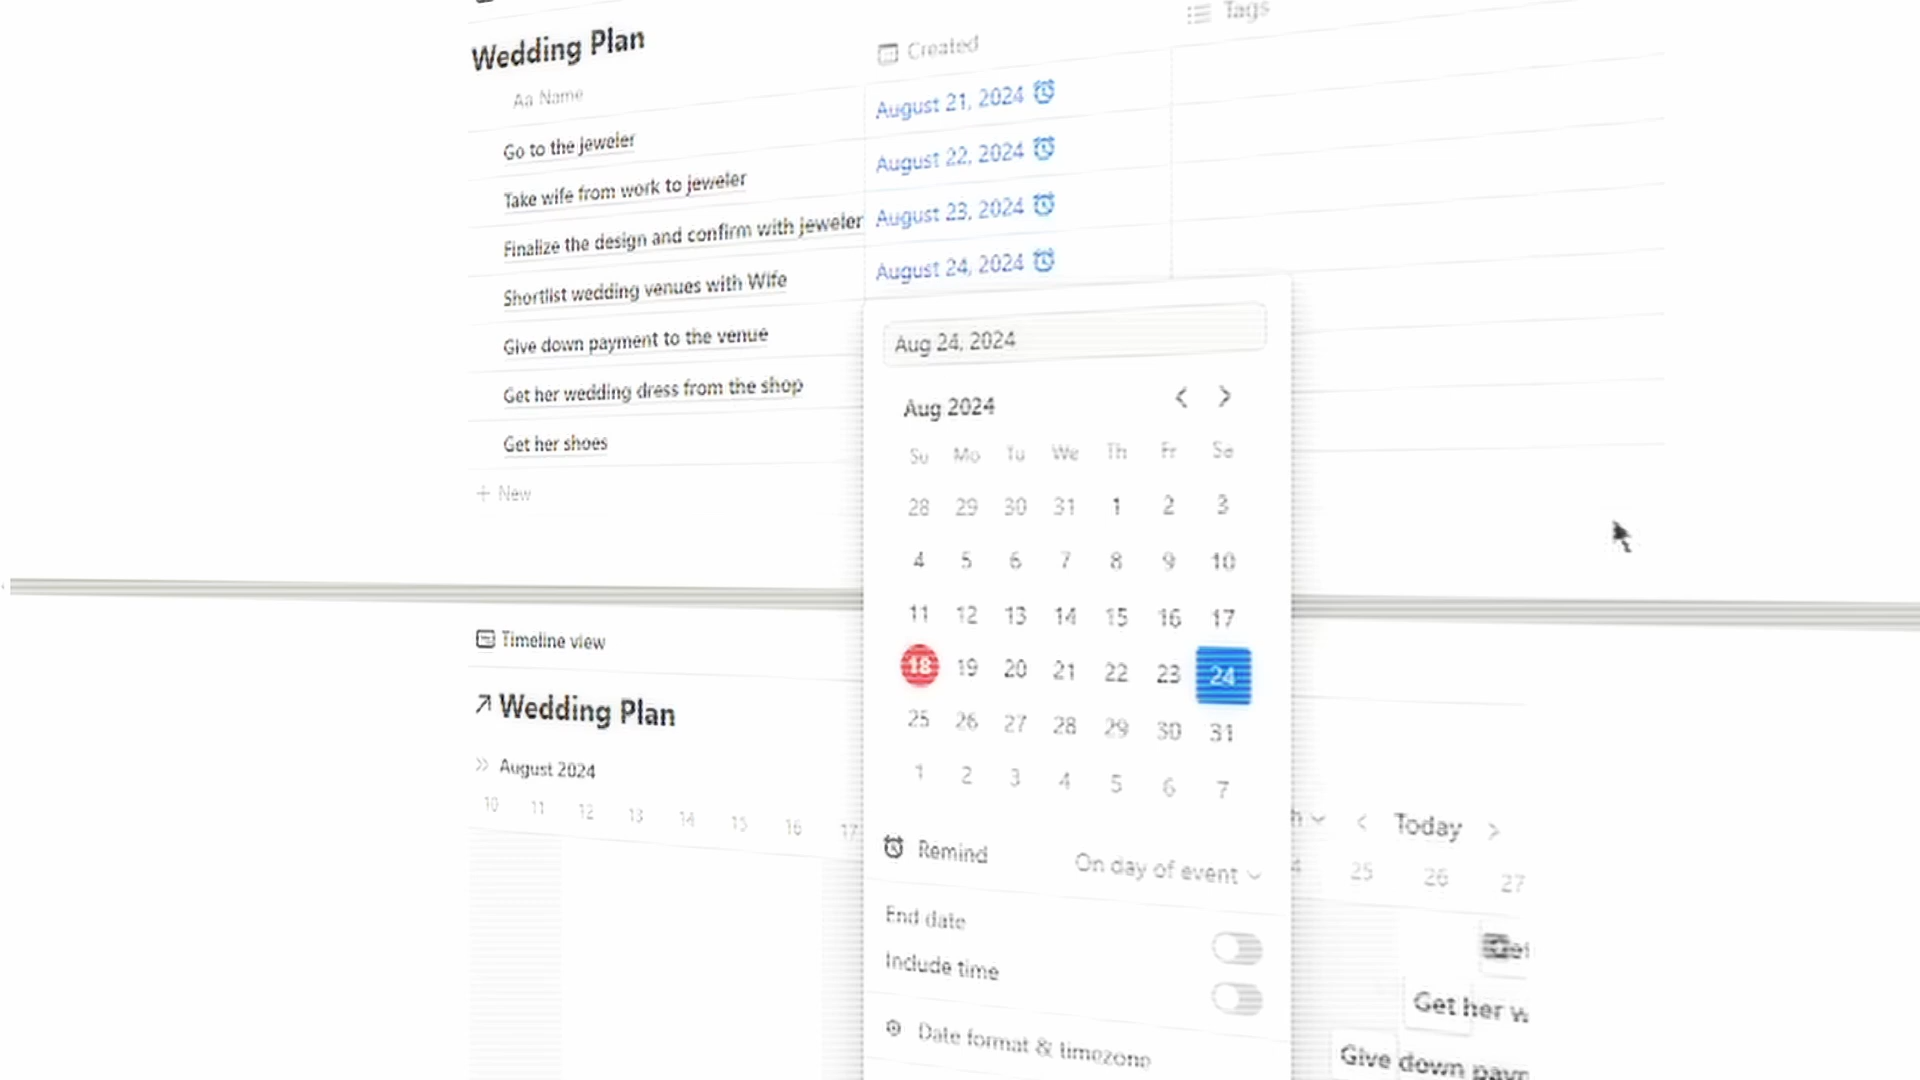 Tags
Wedding Plan
Created
Aa Name
August 21, 2024
Go to the jeweler
August 22, 2024
Take wife from work to jeweler
August 23, 2024
Finalize the design and confirm with jeweler
August 24, 2024
Shortlist wedding venues with Wife
Give down payment to the venue
Aug 24, 2024
Get her wedding dress from the shop
Aug 2024
Get her shoes
Su Mo Tu We Th Fr Sa
+ New
28 29 30 31 1 2 3
4 5 6 7 8 9 10
11 12 13 14 15 16 17
Timeline view
18 19 20 21 22 23 24
Wedding Plan
25 26 27 28 29 30 31
August 2024
1 2 3 4 5 6 7
10 11 12 13 14 15 16 17
Today
Remind
On day of event
25 26 27
End date
Include time
Get her w
Date format & timezone
Give down